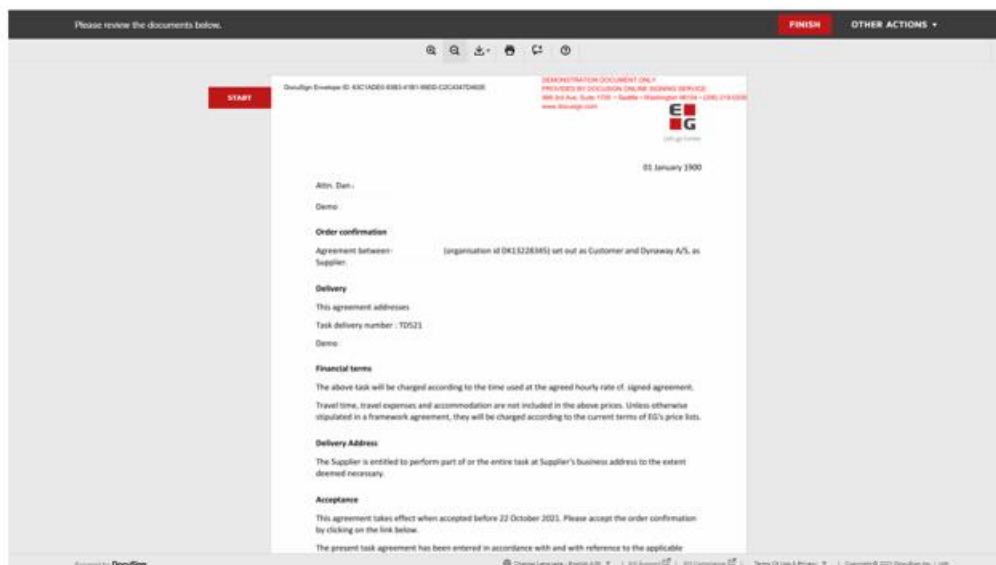 Please review the documents below.
FINISH
OTHER ACTIONS
START
DocuSign Envelope ID:
DEMONSTRATION DOCUMENT ONLY
PROVIDED BY DOCUSIGN ONLINE SIGNING SERVICE
www.docusign.com
EG
01 January 1900
Attn. Dan
Demo
Order confirmation
Agreement between (organisation id DK13228345) set out as Customer and Dynaway A/S, as
Supplier.
Delivery
This agreement addresses
Task delivery number : TD521
Demo
Financial terms
The above task will be charged according to the time used at the agreed hourly rate cf. signed agreement.
Travel time, travel expenses and accommodation are not included in the above prices. Unless otherwise
stipulated in a framework agreement, they will be charged according to the current terms of EG's price lists.
Delivery Address
The Supplier is entitled to perform part of or the entire task at Supplier's business address to the extent
deemed necessary.
Acceptance
This agreement takes effect when accepted before 22 October 2021. Please accept the order confirmation
by clicking on the link below.
The present task agreement has been entered in accordance with and with reference to the applicable
DocuSign